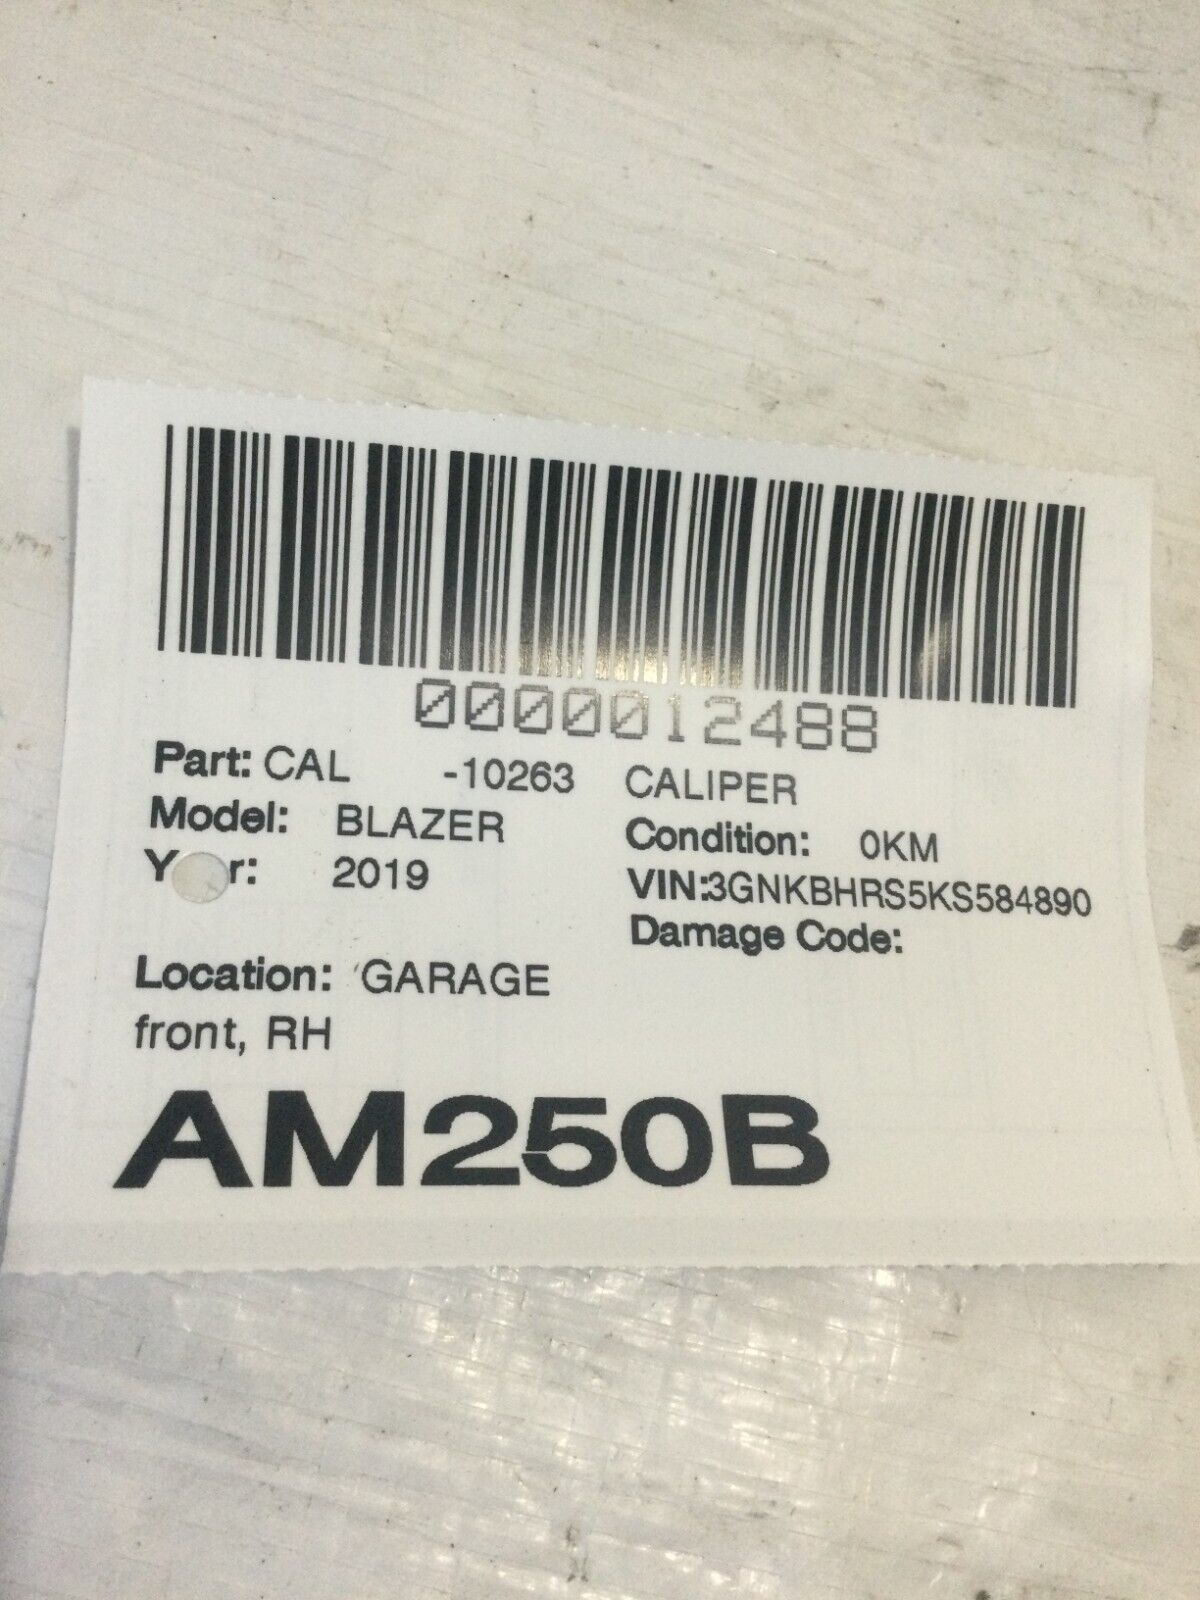 0000012488
Part: CAL -10263 CALIPER
Model: BLAZER Condition: 0KM
Y r: 2019 VIN:3GNKBHRS5KS584890
Damage Code:
Location: GARAGE
front, RH
AM250B